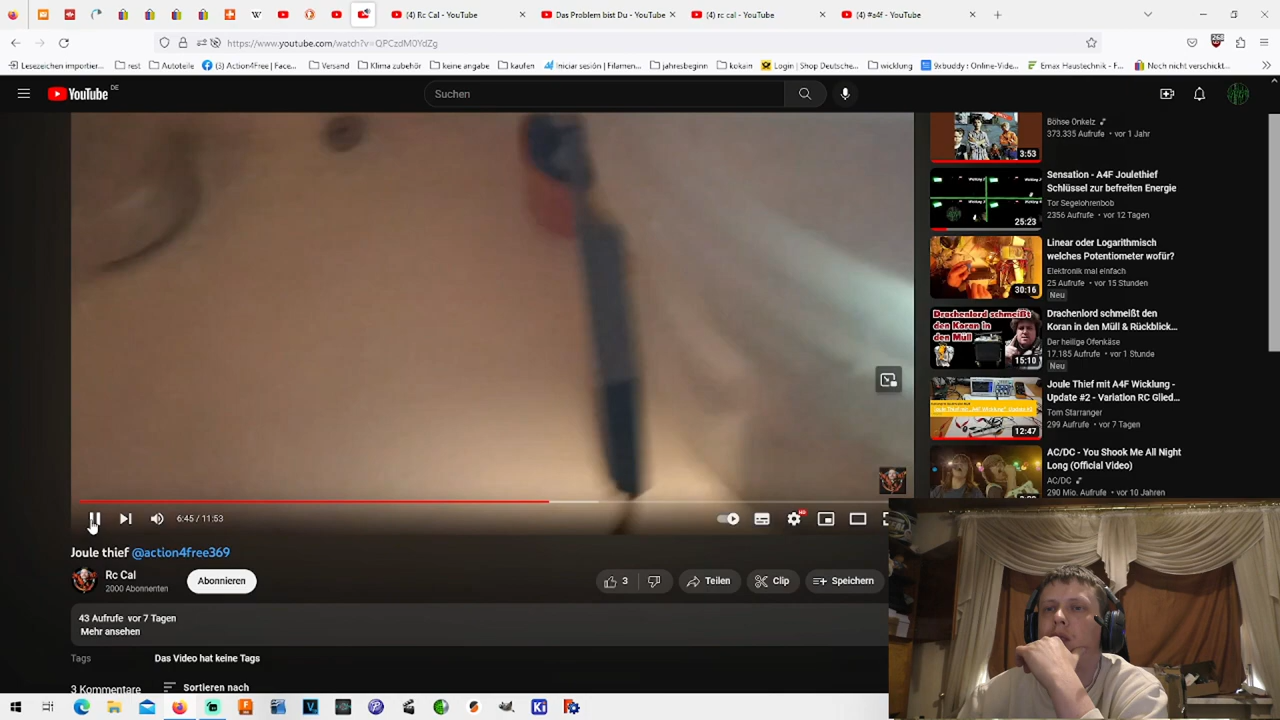 (4) Rc Cal - YouTube
Das Problem bist Du - YouTube
(4) rc cal - YouTube
(4) #a4f - YouTube
https://www.youtube.com/watch?v=QPCzdM0YdZg
Lesezeichen importier...
rest
Autoteile
(3) Action4Free | Face...
Versand
Klima zubehör
keine angabe
kaufen
Iniciar sesión | Filamen...
jahresbeginn
kokain
Login | Shop Deutsche...
wicklung
9xbuddy : Online-Vide...
Emax Haustechnik - F...
Noch nicht verschickt...
YouTube DE
Suchen
Böhse Onkelz
373.335 Aufrufe • vor 1 Jahr
3:53
Sensation - A4F Joulethief
Schlüssel zur befreiten Energie
Tor Segelohrenbob
2356 Aufrufe • vor 12 Tagen
25:23
Linear oder Logarithmisch
welches Potentiometer wofür?
Elektronik mal einfach
25 Aufrufe • vor 15 Stunden
Neu
30:16
Drachenlord schmeißt
den Koran in
den Müll
15:10
Drachenlord schmeißt den
Koran in den Müll & Rückblick...
Der heilige Ofenkäse
17.185 Aufrufe • vor 1 Stunde
Neu
Joule Thief mit A4F Wicklung -
Update #2 - Variation RC Glied...
Tom Starranger
299 Aufrufe • vor 7 Tagen
12:47
AC/DC - You Shook Me All Night
Long (Official Video)
AC/DC
290 Mio. Aufrufe • vor 10 Jahren
6:45 / 11:53
HD
Joule thief @action4free369
Rc Cal
2000 Abonnenten
Abonnieren
3
Teilen
Clip
Speichern
43 Aufrufe vor 7 Tagen
Mehr ansehen
Tags
Das Video hat keine Tags
3 Kommentare
Sortieren nach
Ki